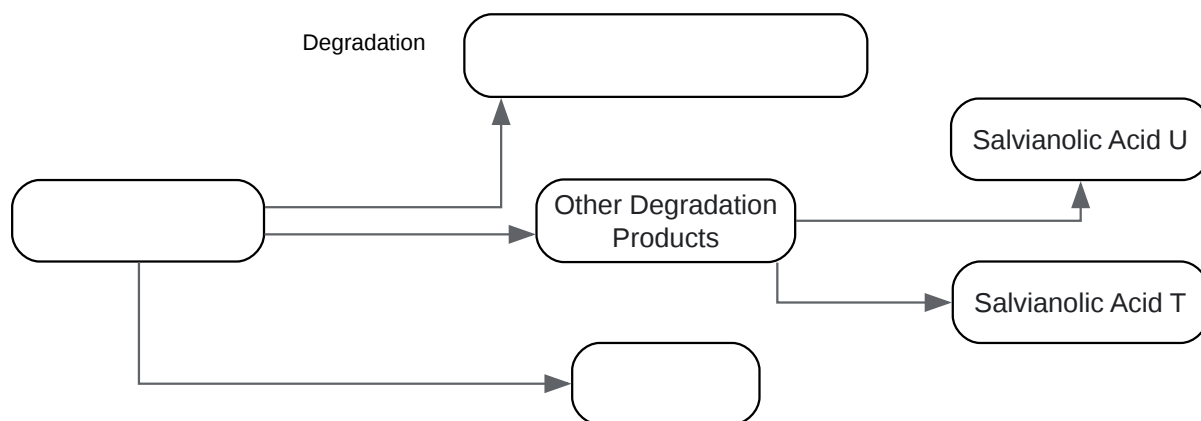 Degradation
Salvianolic Acid U
Other Degradation
Products
Salvianolic Acid T